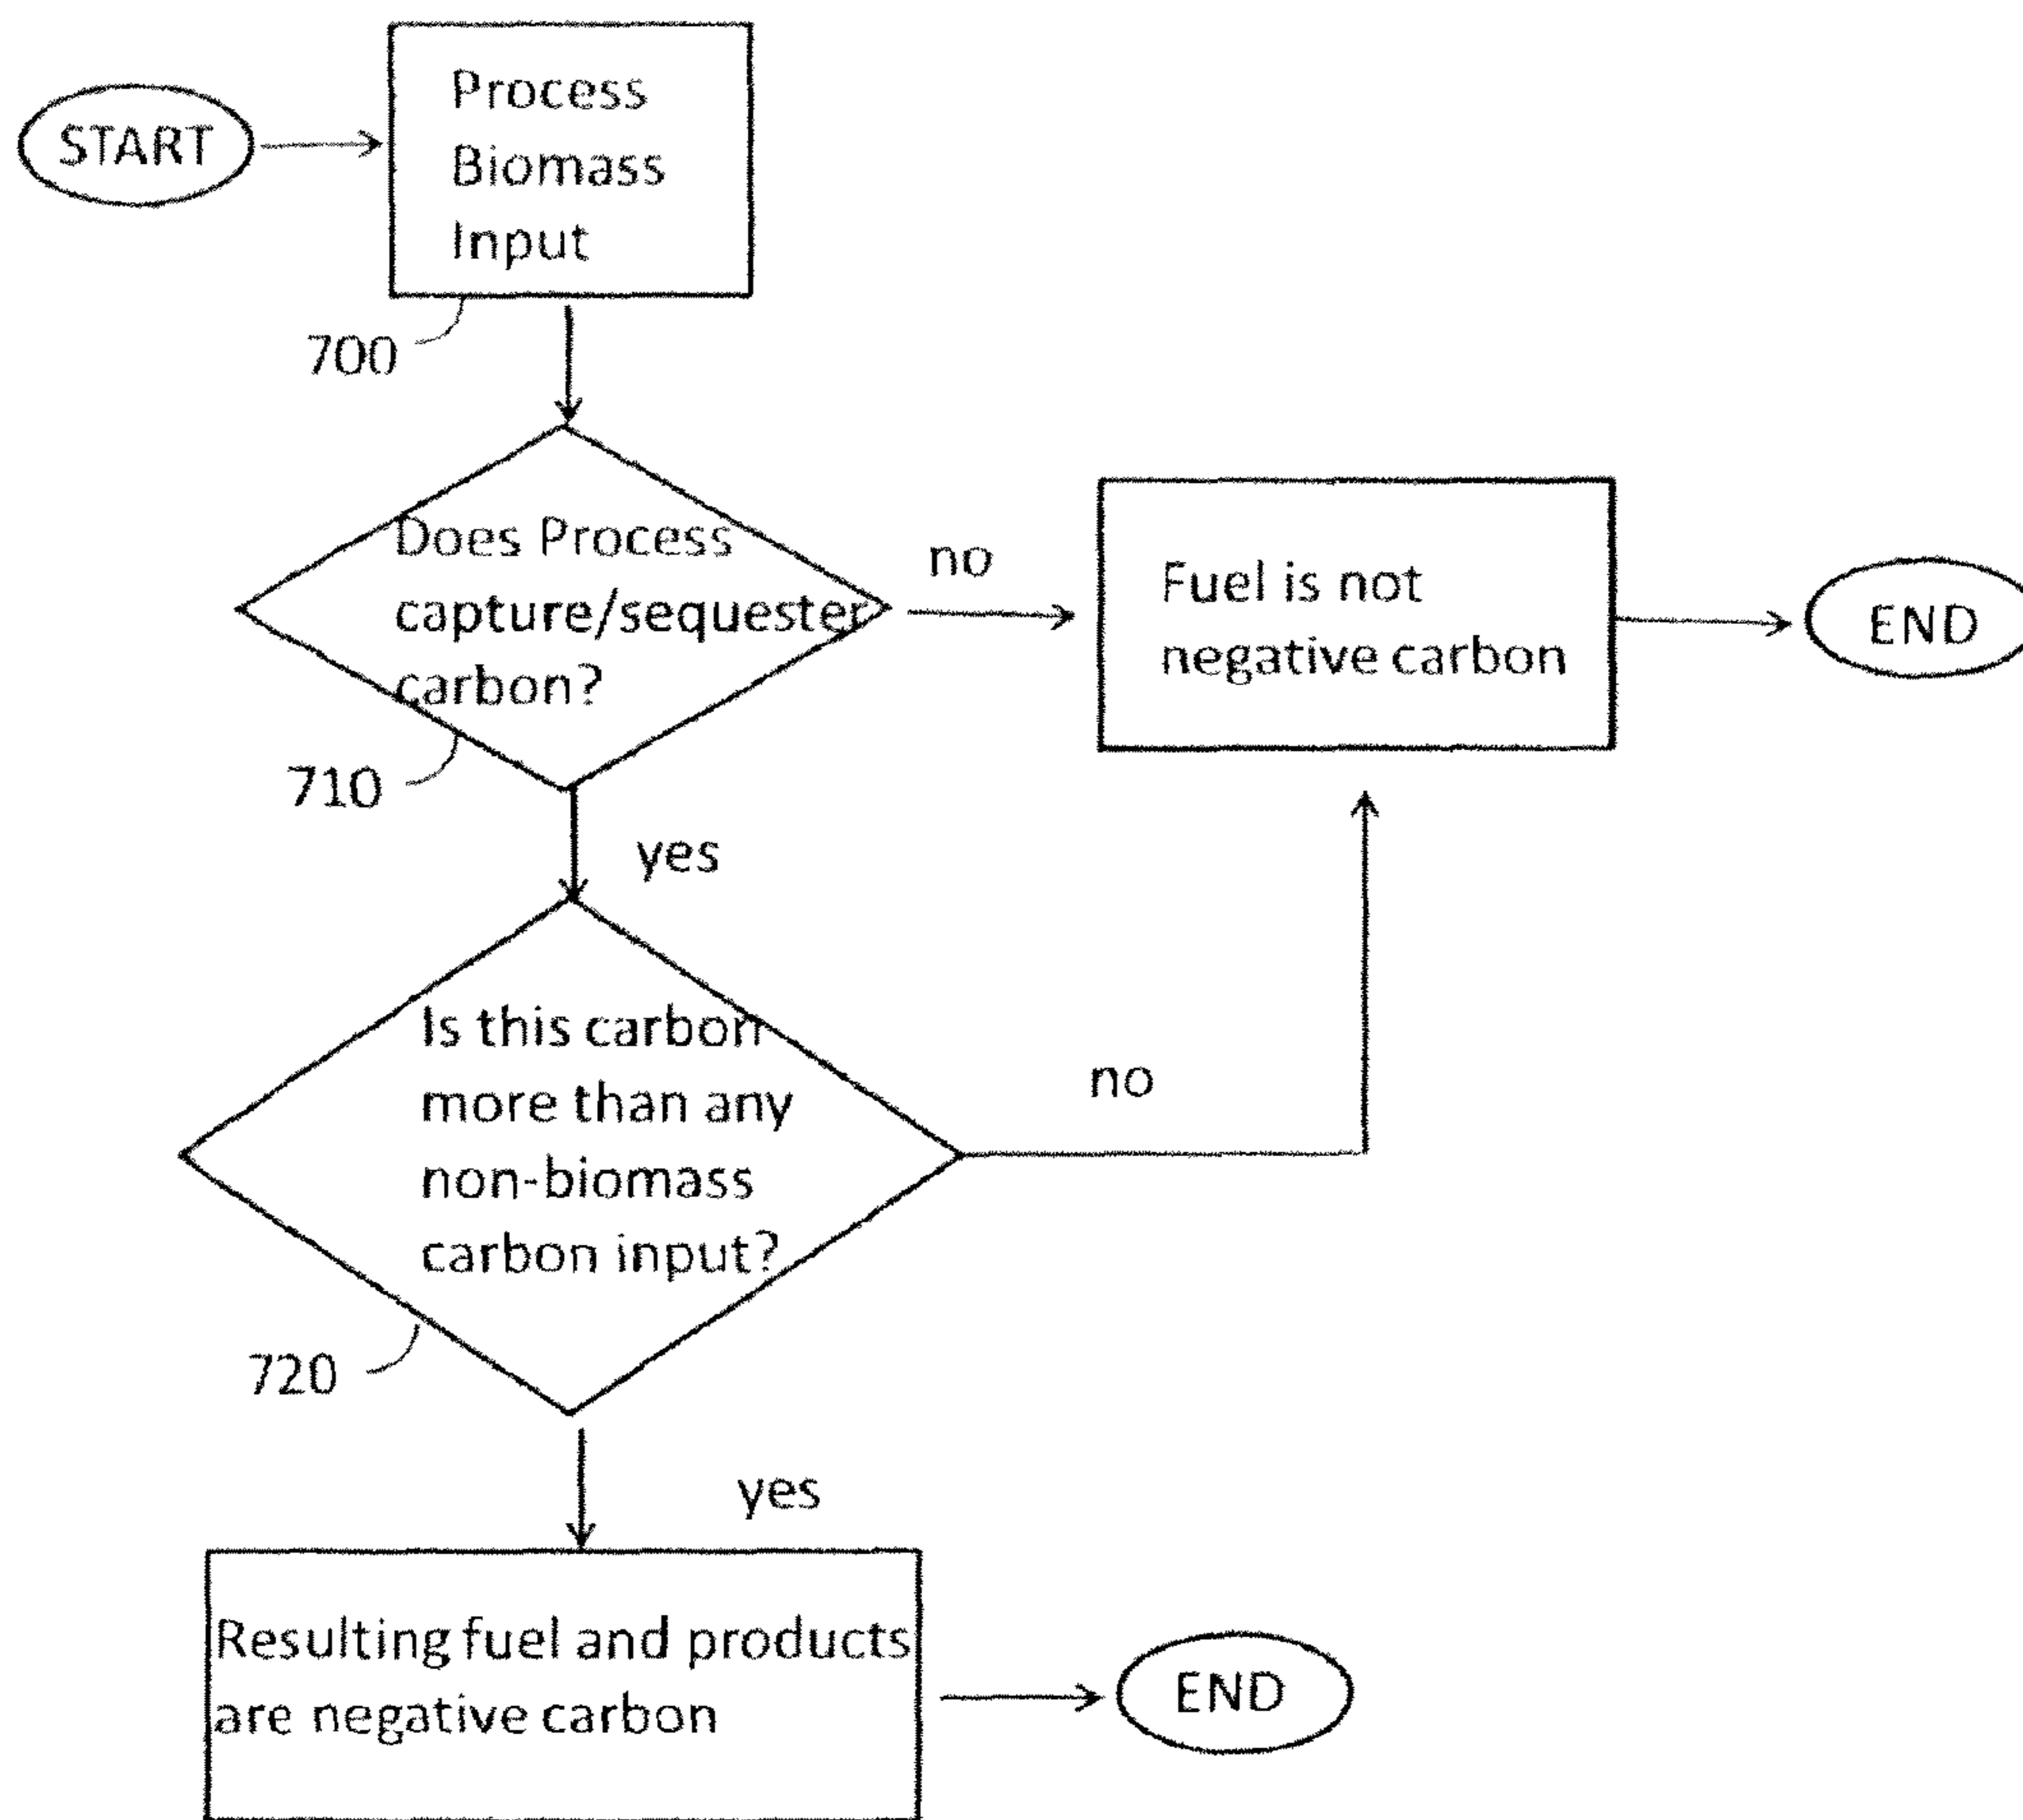 START
Process
Biomass
Input
700
Does Process
capture/sequester
carbon?
710
no
Fuel is not
negative carbon
END
yes
Is this carbon
more than any
non-biomass
carbon input?
720
no
yes
Resulting fuel and products
are negative carbon
END